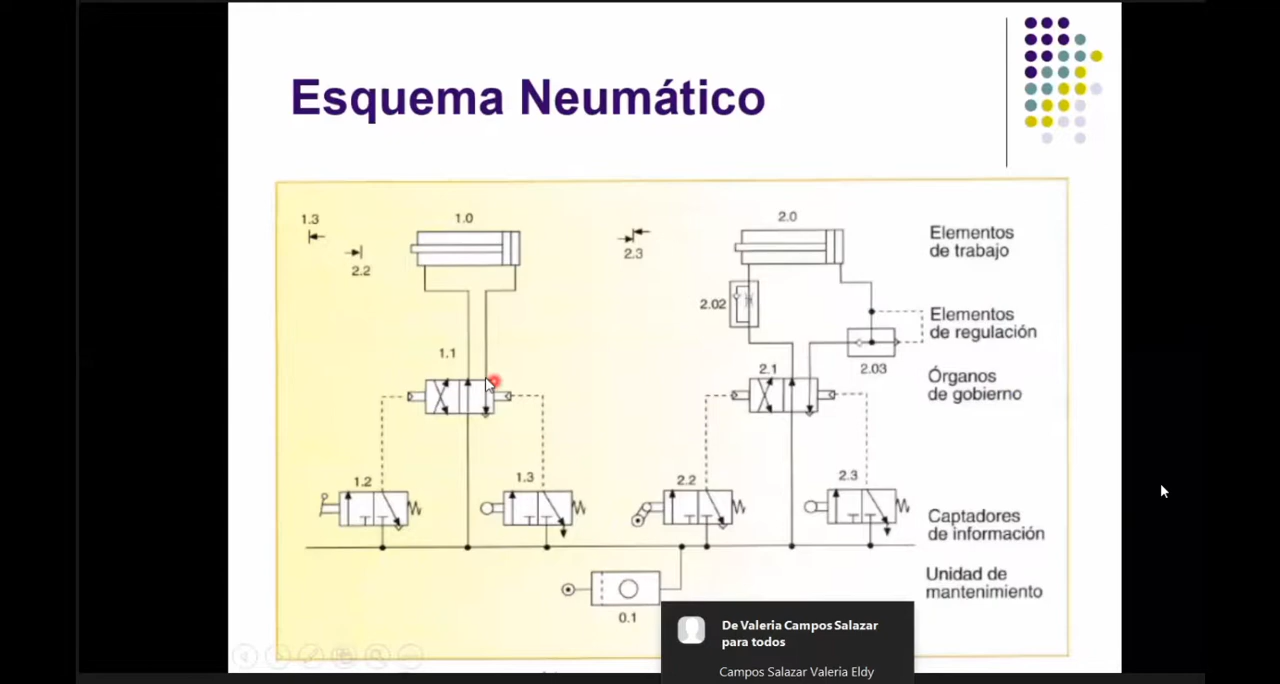 Esquema Neumático
1.3
1.0
2.0
Elementos
de trabajo
2.2
2.3
2.02
Elementos
de regulación
1.1
2.1
2.03
Órganos
de gobierno
1.2
1.3
2.2
2.3
Captadores
de información
Unidad de
mantenimiento
0.1
De Valeria Campos Salazar
para todos
Campos Salazar Valeria Eldy